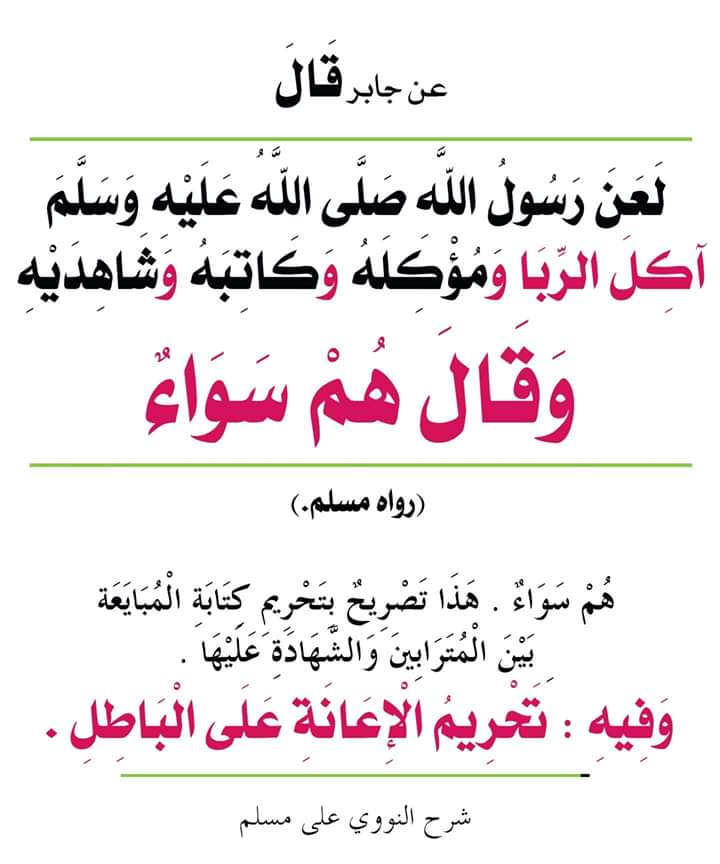 عن جابر قَالَ
لَعَنَ رَسُولُ اللَّه صَلَّى اللَّهُ عَلَيْه وَسَلَّمَ
آكِلَ الرِّبَا وَمُؤْكِلَهُ وَكَاتِبَهُ وَشَاهِدَيْهِ
وَقَالَ هُمْ سَوَاءٌ
(رواه مسلم.)
هُمْ سَوَاءٌ . هَذَا تَصْرِيحٌ بِتَحْرِيمِ كِتَابَةِ الْمُبَايَعَة
بَيْنَ الْمُتَرَابِينَ وَالشَّهَادَةِ عَلَيْهَا .
وَفِيهِ : تَحْرِيمُ الْإِعَانَةِ عَلَى الْبَاطِلِ .
شرح النووي على مسلم